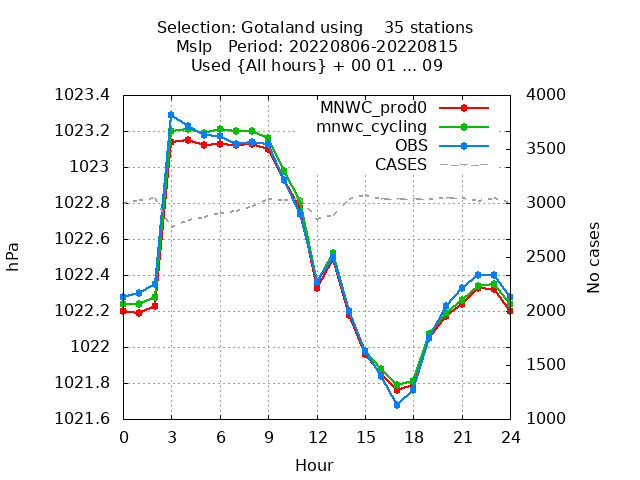 Selection: Gotaland using    35 stations
Mslp   Period: 20220806-20220815
Used {All hours} + 00 01 ... 09
MNWC_prod0
mnwc_cycling
OBS
CASES
hPa
1023.4
1023.2
1023
1022.8
1022.6
1022.4
1022.2
1022
1021.8
1021.6
4000
3500
3000
2500
2000
1500
1000
No cases
0 3 6 9 12 15 18 21 24
Hour